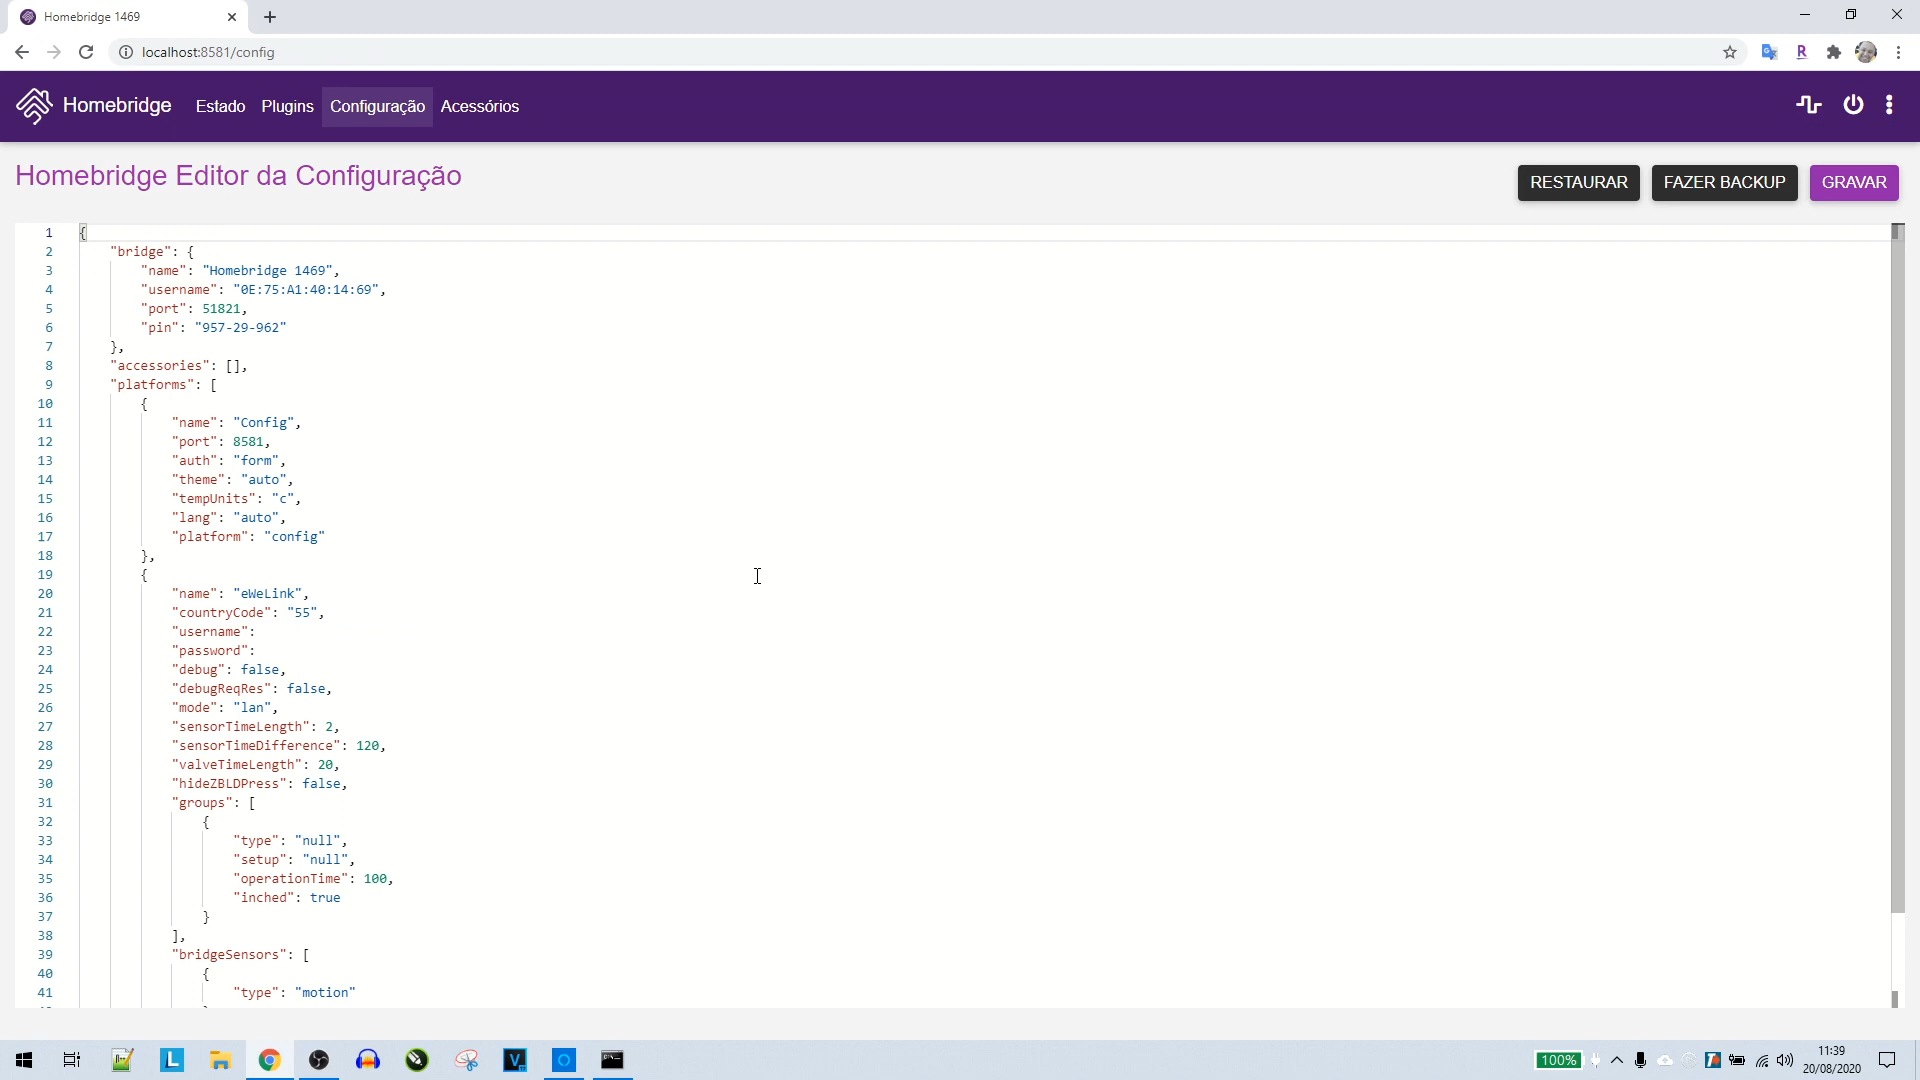 Homebridge 1469
localhost:8581/config
Homebridge
Estado
Plugins
Configuração
Acessórios
Homebridge Editor da Configuração
RESTAURAR
FAZER BACKUP
GRAVAR
1 {
2 "bridge": {
3 "name": "Homebridge 1469",
4 "username": "0E:75:A1:40:14:69",
5 "port": 51821,
6 "pin": "957-29-962"
7 },
8 "accessories": [],
9 "platforms": [
10 {
11 "name": "Config",
12 "port": 8581,
13 "auth": "form",
14 "theme": "auto",
15 "tempUnits": "c",
16 "lang": "auto",
17 "platform": "config"
18 },
19 {
20 "name": "eWeLink",
21 "countryCode": "55",
22 "username":
23 "password":
24 "debug": false,
25 "debugReqRes": false,
26 "mode": "lan",
27 "sensorTimeLength": 2,
28 "sensorTimeDifference": 120,
29 "valveTimeLength": 20,
30 "hideZBLDPress": false,
31 "groups": [
32 {
33 "type": "null",
34 "setup": "null",
35 "operationTime": 100,
36 "inched": true
37 }
38 ],
39 "bridgeSensors": [
40 {
41 "type": "motion"
100%
11:39
20/08/2020